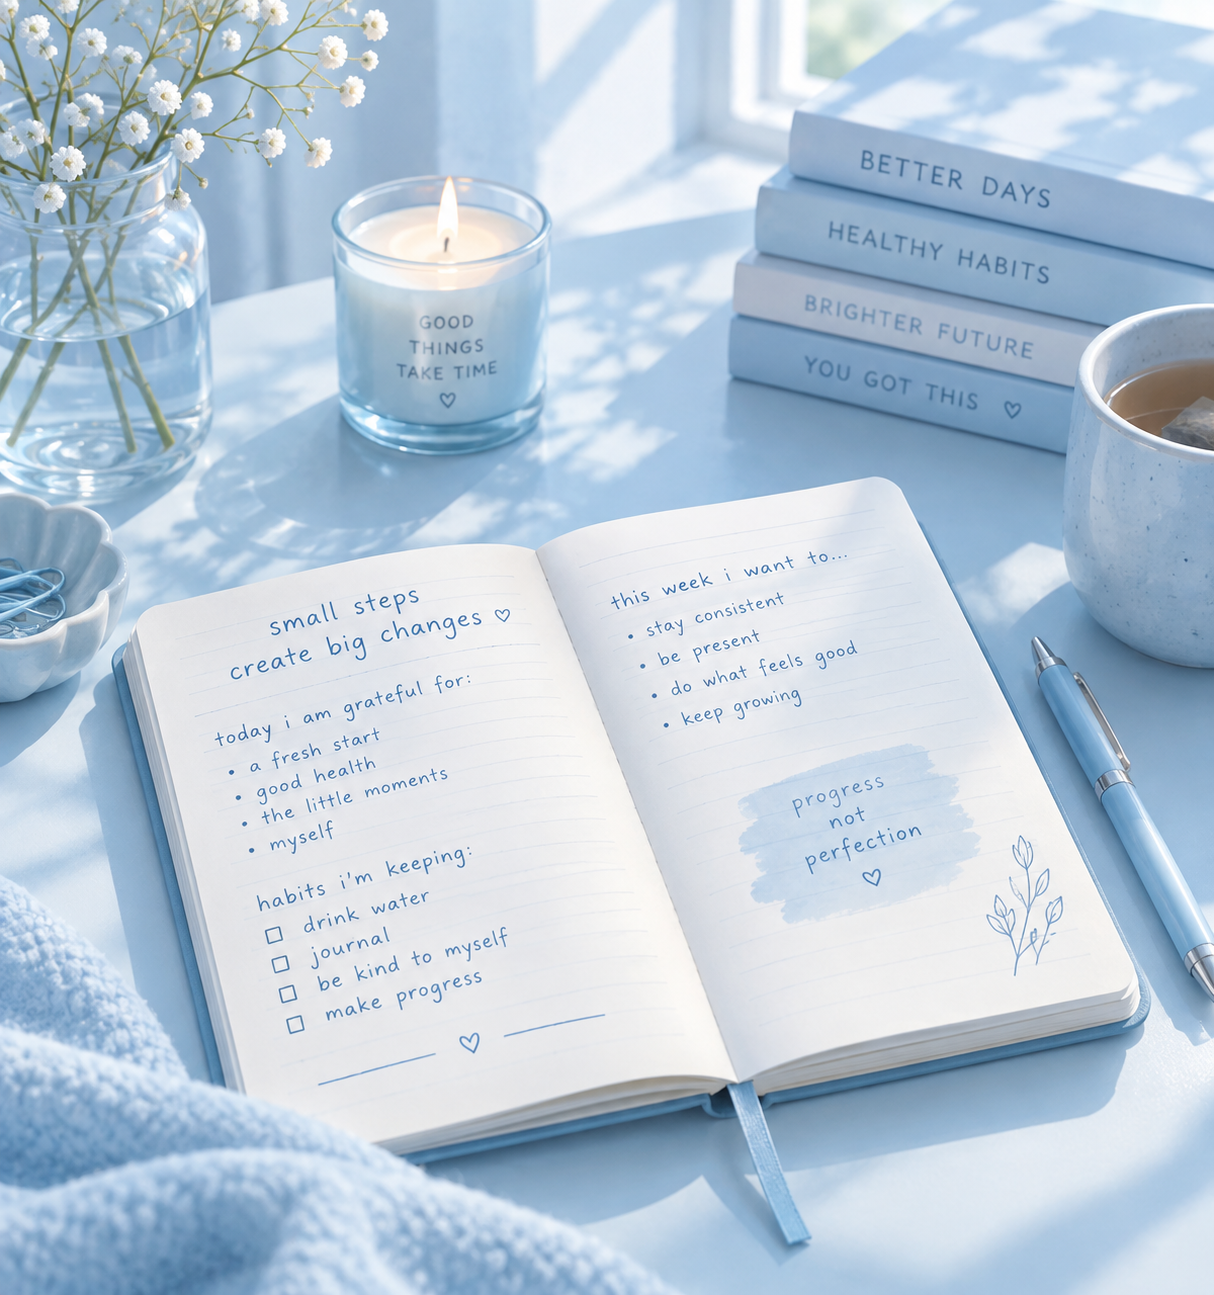 GOOD
THINGS
TAKE TIME
♡
BETTER DAYS
HEALTHY HABITS
BRIGHTER FUTURE
YOU GOT THIS ♡
small steps
create big changes ♡
today i am grateful for:
• a fresh start
• good health
• the little moments
• myself
habits i'm keeping:
☐ drink water
☐ journal
☐ be kind to myself
☐ make progress
♡
this week i want to...
• stay consistent
• be present
• do what feels good
• keep growing
progress
not
perfection
♡